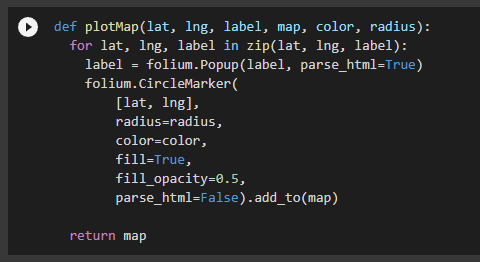 def plotMap(lat, lng, label, map, color, radius):
  for lat, lng, label in zip(lat, lng, label):
    label = folium.Popup(label, parse_html=True)
    folium.CircleMarker(
        [lat, lng],
        radius=radius,
        color=color,
        fill=True,
        fill_opacity=0.5,
        parse_html=False).add_to(map)
  return map